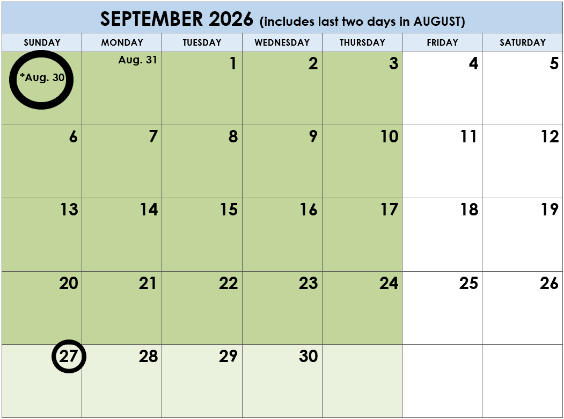 SEPTEMBER 2026 (includes last two days in AUGUST)
SUNDAY MONDAY TUESDAY WEDNESDAY THURSDAY FRIDAY SATURDAY
*Aug. 30 Aug. 31 1 2 3 4 5
6 7 8 9 10 11 12
13 14 15 16 17 18 19
20 21 22 23 24 25 26
27 28 29 30